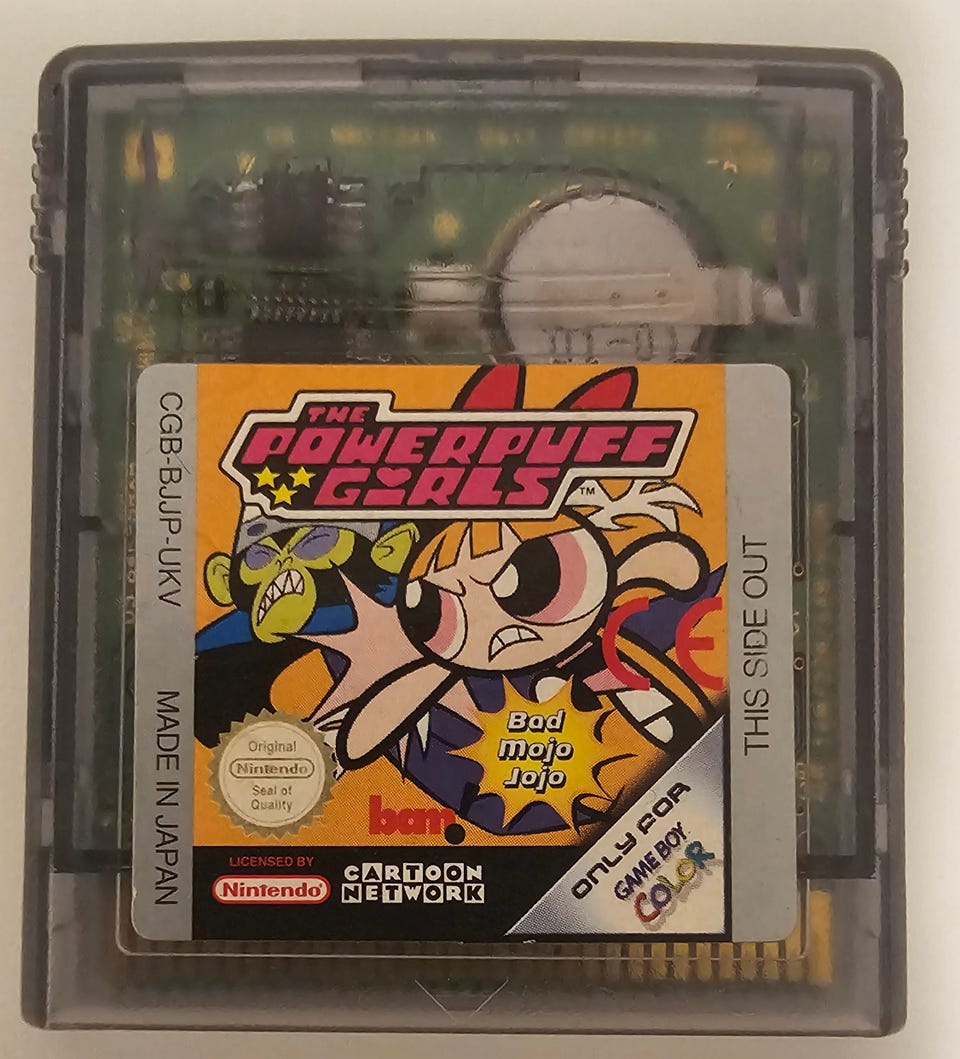 THE
POWERPUFF
GIRLS
TM
CGB-BJJP-UKV
MADE IN JAPAN
THIS SIDE OUT
CE
Bad
Mojo
Jojo
Original
Nintendo
Seal of
Quality
bam!
LICENSED BY
Nintendo
CARTOON
NETWORK
ONLY FOR
GAME BOY
COLOR